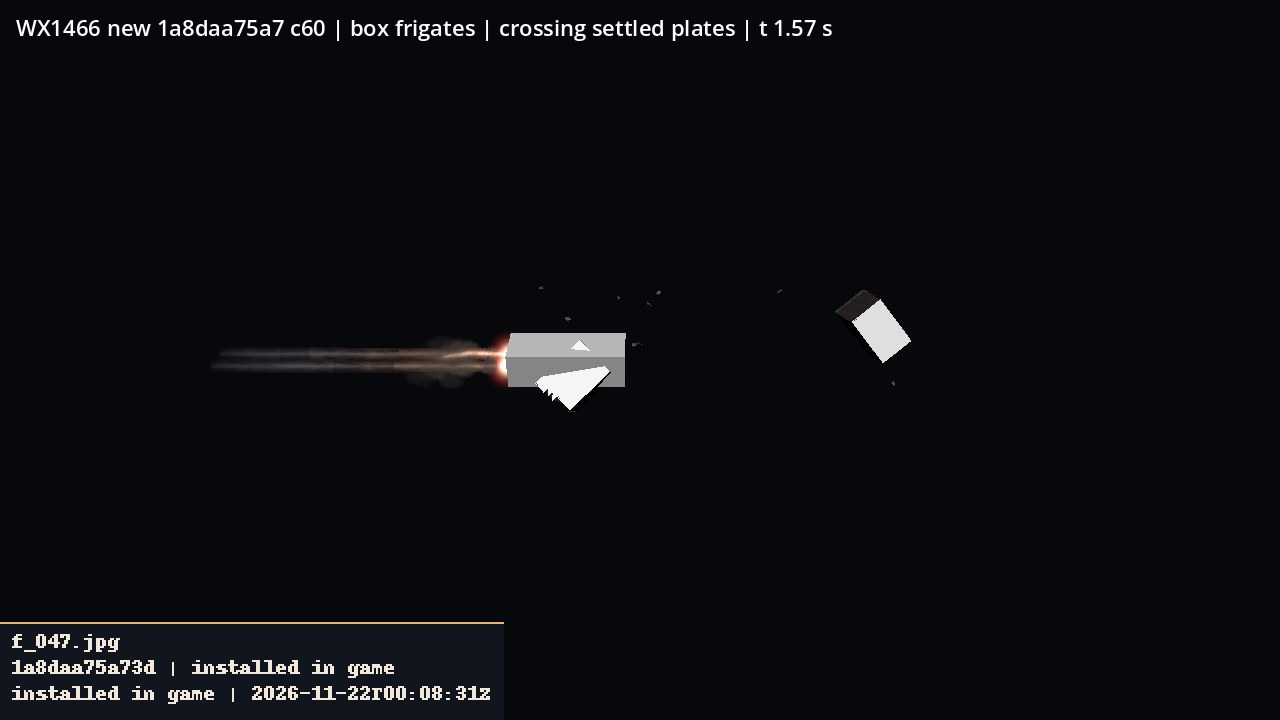 WX1466 new 1a8daa75a7 c60 | box frigates | crossing settled plates | t 1.57 s
f_047.jpg
1a8daa75a73d | installed in game
installed in game | 2026-11-22T00:08:31Z